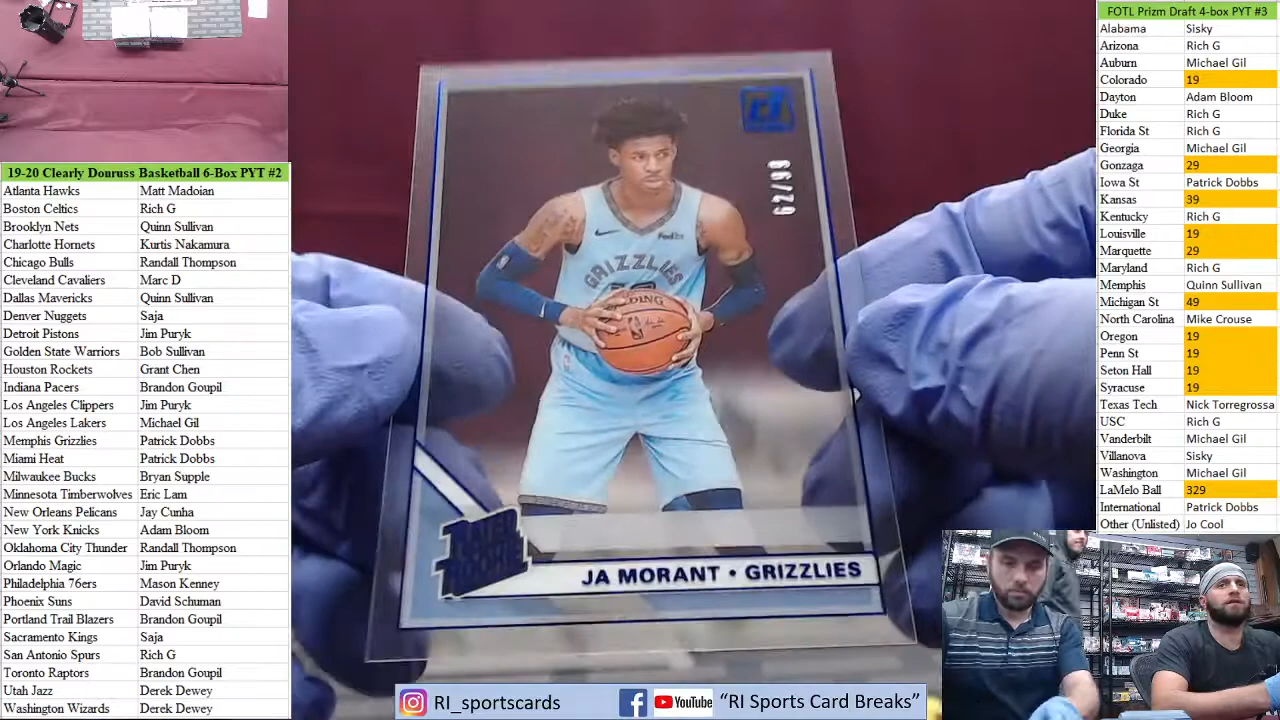 19-20 Clearly Donruss Basketball 6-Box PYT #2
Atlanta Hawks Matt Madoian
Boston Celtics Rich G
Brooklyn Nets Quinn Sullivan
Charlotte Hornets Kurtis Nakamura
Chicago Bulls Randall Thompson
Cleveland Cavaliers Marc D
Dallas Mavericks Quinn Sullivan
Denver Nuggets Saja
Detroit Pistons Jim Puryk
Golden State Warriors Bob Sullivan
Houston Rockets Grant Chen
Indiana Pacers Brandon Goupil
Los Angeles Clippers Jim Puryk
Los Angeles Lakers Michael Gil
Memphis Grizzlies Patrick Dobbs
Miami Heat Patrick Dobbs
Milwaukee Bucks Bryan Supple
Minnesota Timberwolves Eric Lam
New Orleans Pelicans Jay Cunha
New York Knicks Adam Bloom
Oklahoma City Thunder Randall Thompson
Orlando Magic Jim Puryk
Philadelphia 76ers Mason Kenney
Phoenix Suns David Schuman
Portland Trail Blazers Brandon Goupil
Sacramento Kings Saja
San Antonio Spurs Rich G
Toronto Raptors Brandon Goupil
Utah Jazz Derek Dewey
Washington Wizards Derek Dewey
62/99
FedEx
GRIZZLIES
SPALDING
RATED
ROOKIE
JA MORANT • GRIZZLIES
RI_sportscards
YouTube
"RI Sports Card Breaks"
FOTL Prizm Draft 4-box PYT #3
Alabama Sisky
Arizona Rich G
Auburn Michael Gil
Colorado 19
Dayton Adam Bloom
Duke Rich G
Florida St Rich G
Georgia Michael Gil
Gonzaga 29
Iowa St Patrick Dobbs
Kansas 39
Kentucky Rich G
Louisville 19
Marquette 29
Maryland Rich G
Memphis Quinn Sullivan
Michigan St 49
North Carolina Mike Crouse
Oregon 19
Penn St 19
Seton Hall 19
Syracuse 19
Texas Tech Nick Torregrossa
USC Rich G
Vanderbilt Michael Gil
Villanova Sisky
Washington Michael Gil
LaMelo Ball 329
International Patrick Dobbs
Other (Unlisted) Jo Cool